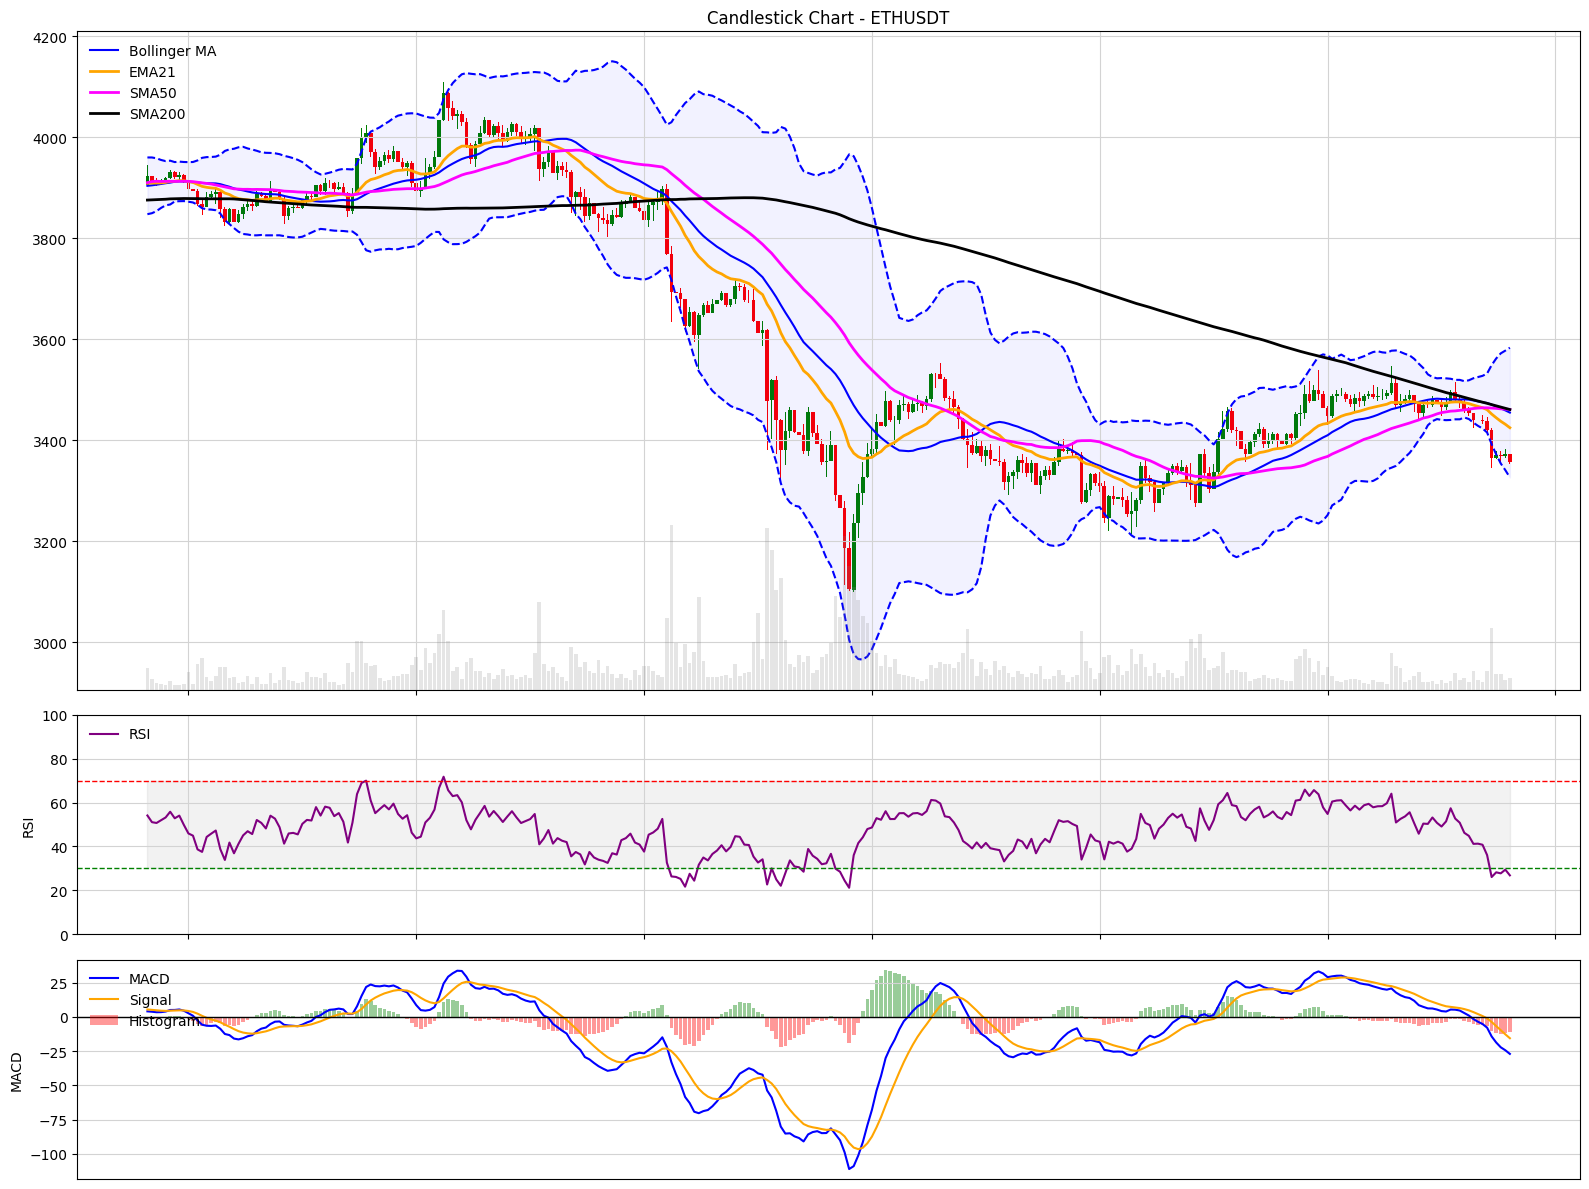 Candlestick Chart - ETHUSDT
4200
4000
3800
3600
3400
3200
3000
Bollinger MA
EMA21
SMA50
SMA200
100
80
60
40
20
0
RSI
RSI
25
0
−25
−50
−75
−100
MACD
MACD
Signal
Histogram